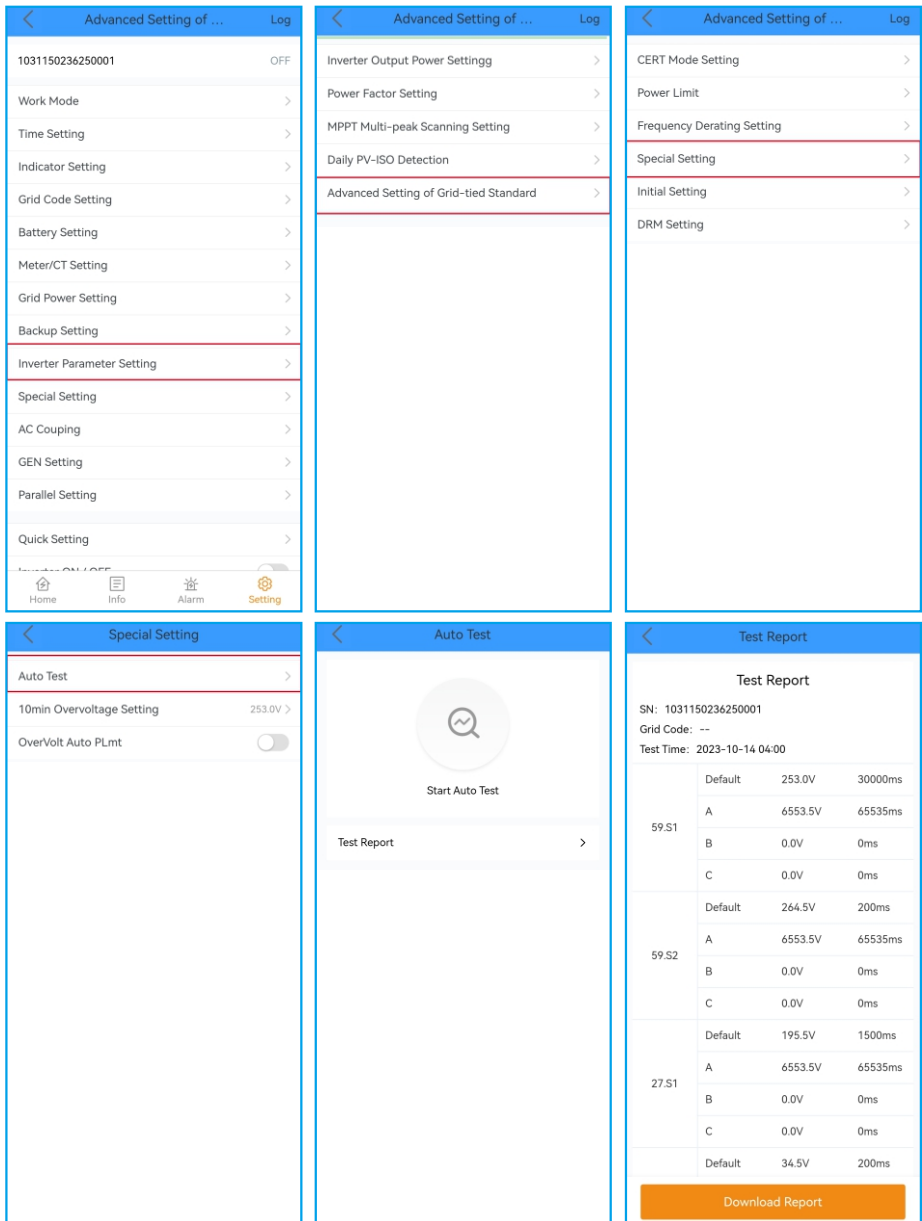 Advanced Setting of ... Log
1031150236250001 OFF
Work Mode
Time Setting
Indicator Setting
Grid Code Setting
Battery Setting
Meter/CT Setting
Grid Power Setting
Backup Setting
Inverter Parameter Setting
Special Setting
AC Couping
GEN Setting
Parallel Setting
Quick Setting
Inverter ON / OFF
Home Info Alarm Setting
Advanced Setting of ... Log
Inverter Output Power Settingg
Power Factor Setting
MPPT Multi-peak Scanning Setting
Daily PV-ISO Detection
Advanced Setting of Grid-tied Standard
Advanced Setting of ... Log
CERT Mode Setting
Power Limit
Frequency Derating Setting
Special Setting
Initial Setting
DRM Setting
Special Setting
Auto Test
10min Overvoltage Setting 253.0V
OverVolt Auto PLmt
Auto Test
Start Auto Test
Test Report
Test Report
Test Report
SN: 1031150236250001
Grid Code: --
Test Time: 2023-10-14 04:00
59.S1
Default 253.0V 30000ms
A 6553.5V 65535ms
B 0.0V 0ms
C 0.0V 0ms
59.S2
Default 264.5V 200ms
A 6553.5V 65535ms
B 0.0V 0ms
C 0.0V 0ms
27.S1
Default 195.5V 1500ms
A 6553.5V 65535ms
B 0.0V 0ms
C 0.0V 0ms
Default 34.5V 200ms
Download Report